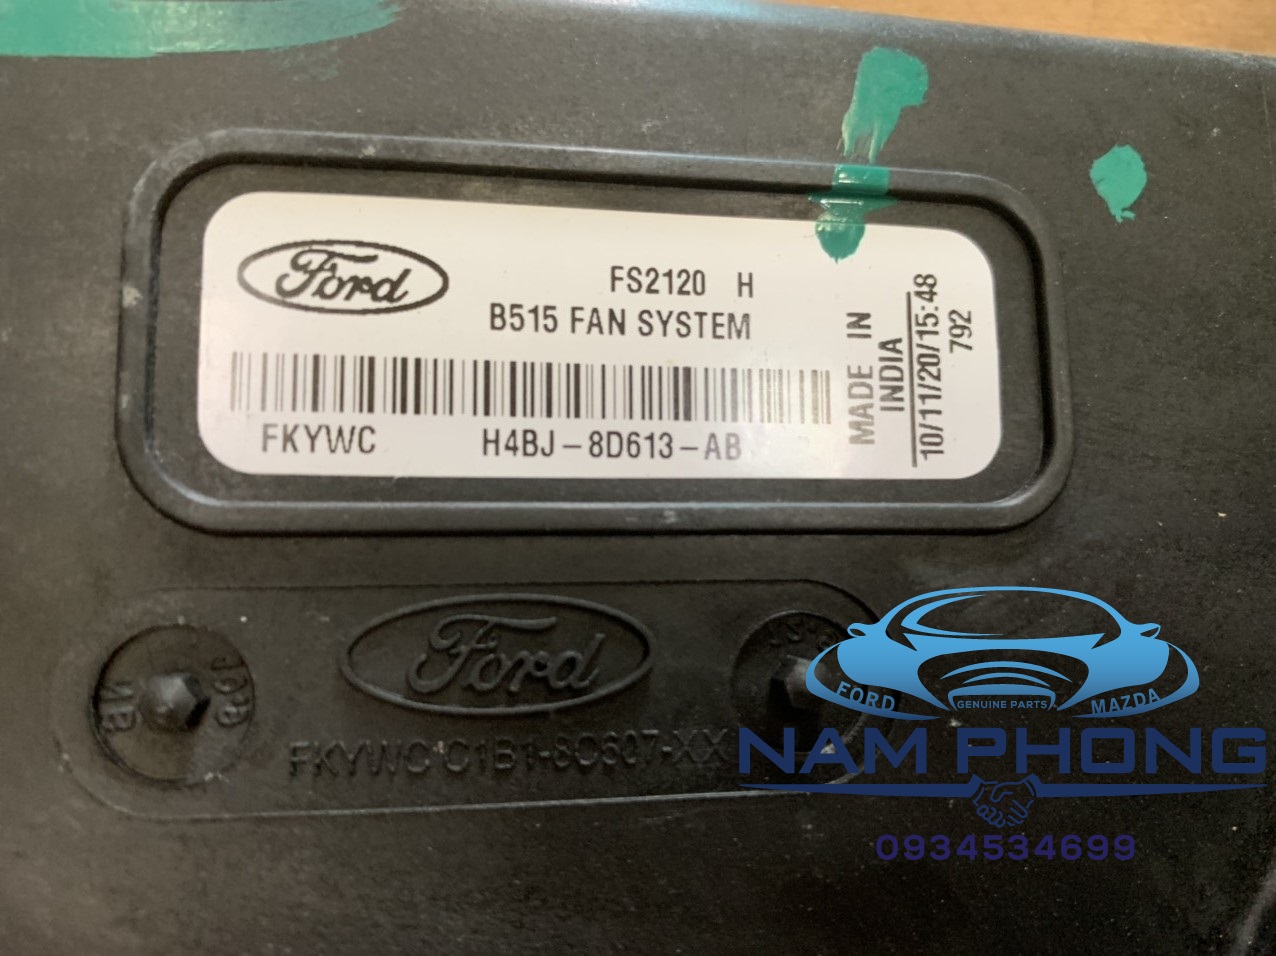 Ford
FS2120 H
B515 FAN SYSTEM
FKYWC H4BJ-8D613-AB
MADE IN
INDIA
10/11/20/15:48
792
Ford
FKYWC C1B1-8C607-XX
FORD
GENUINE PARTS
MAZDA
NAM PHONG
0934534699